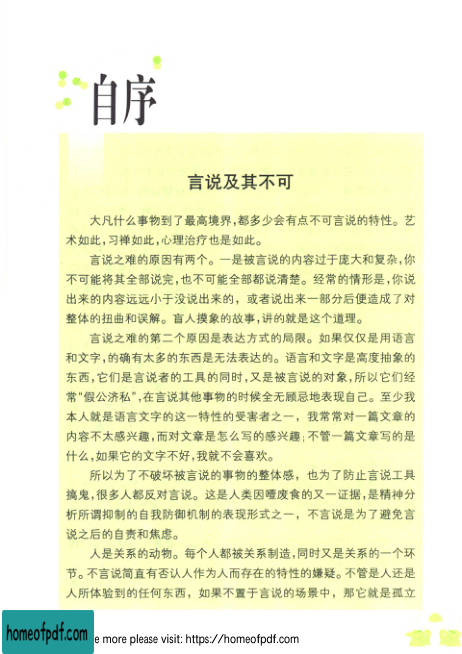 自序
言说及其不可
大凡什么事物到了最高境界,都多少会有点不可言说的特性。艺
术如此,习禅如此,心理治疗也是如此。
言说之难的原因有两个。一是被言说的内容过于庞大和复杂,你
不可能将其全部说完,也不可能全部都说清楚。经常的情形是,你说
出来的内容远远小于没说出来的，或者说出来一部分后便造成了对
整体的扭曲和误解。盲人摸象的故事,讲的就是这个道理。
言说之难的第二个原因是表达方式的局限。如果仅仅是用语言
和文字,的确有太多的东西是无法表达的。语言和文字是高度抽象的
东西,它们是言说者的工具的同时,又是被言说的对象,所以它们经
常“假公济私”,在言说其他事物的时候全无顾忌地表现自己。至少我
本人就是语言文字的这一特性的受害者之一，我常常对一篇文章的
内容不太感兴趣,而对文章是怎么写的感兴趣;不管一篇文章写的是
什么,如果它的文字不好,我就不会喜欢。
所以为了不破坏被言说的事物的整体感，也为了防止言说工具
搞鬼,很多人都反对言说。这是人类因噎废食的又一证据,是精神分
析所谓抑制的自我防御机制的表现形式之一，不言说是为了避免言
说之后的自责和焦虑。
人是关系的动物。每个人都被关系制造,同时又是关系的一个环
节。不言说简直有否认人作为人而存在的特性的嫌疑。不管是人还是
人所体验到的任何东西，如果不置于言说的场景中，那它就是孤立
homeofpdf.com
e more please visit: https://homeofpdf.com